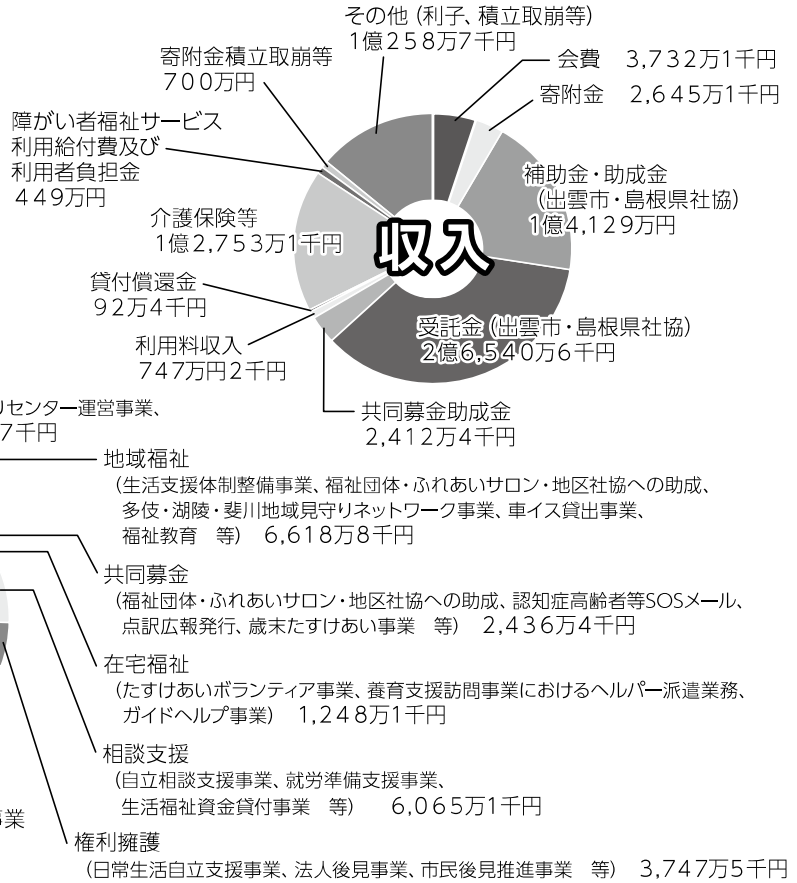 その他（利子、積立取崩等）
1億258万7千円
会費　3,732万1千円
寄附金　2,645万1千円
寄附金積立取崩等
700万円
障がい者福祉サービス
利用給付費及び
利用者負担金
449万円
補助金・助成金
（出雲市・島根県社協）
1億4,129万円
介護保険等
1億2,753万1千円
収入
貸付償還金
92万4千円
受託金（出雲市・島根県社協）
2億6,540万6千円
利用料収入
747万円2千円
共同募金助成金
2,412万4千円
センター運営事業、
7千円
地域福祉
（生活支援体制整備事業、福祉団体・ふれあいサロン・地区社協への助成、
多伎・湖陵・斐川地域見守りネットワーク事業、車イス貸出事業、
福祉教育　等）　6,618万8千円
共同募金
（福祉団体・ふれあいサロン・地区社協への助成、認知症高齢者等SOSメール、
点訳広報発行、歳末たすけあい事業　等）　2,436万4千円
在宅福祉
（たすけあいボランティア事業、養育支援訪問事業におけるヘルパー派遣業務、
ガイドヘルプ事業）　1,248万1千円
相談支援
（自立相談支援事業、就労準備支援事業、
生活福祉資金貸付事業　等）　6,065万1千円
業
権利擁護
（日常生活自立支援事業、法人後見事業、市民後見推進事業　等）　3,747万5千円